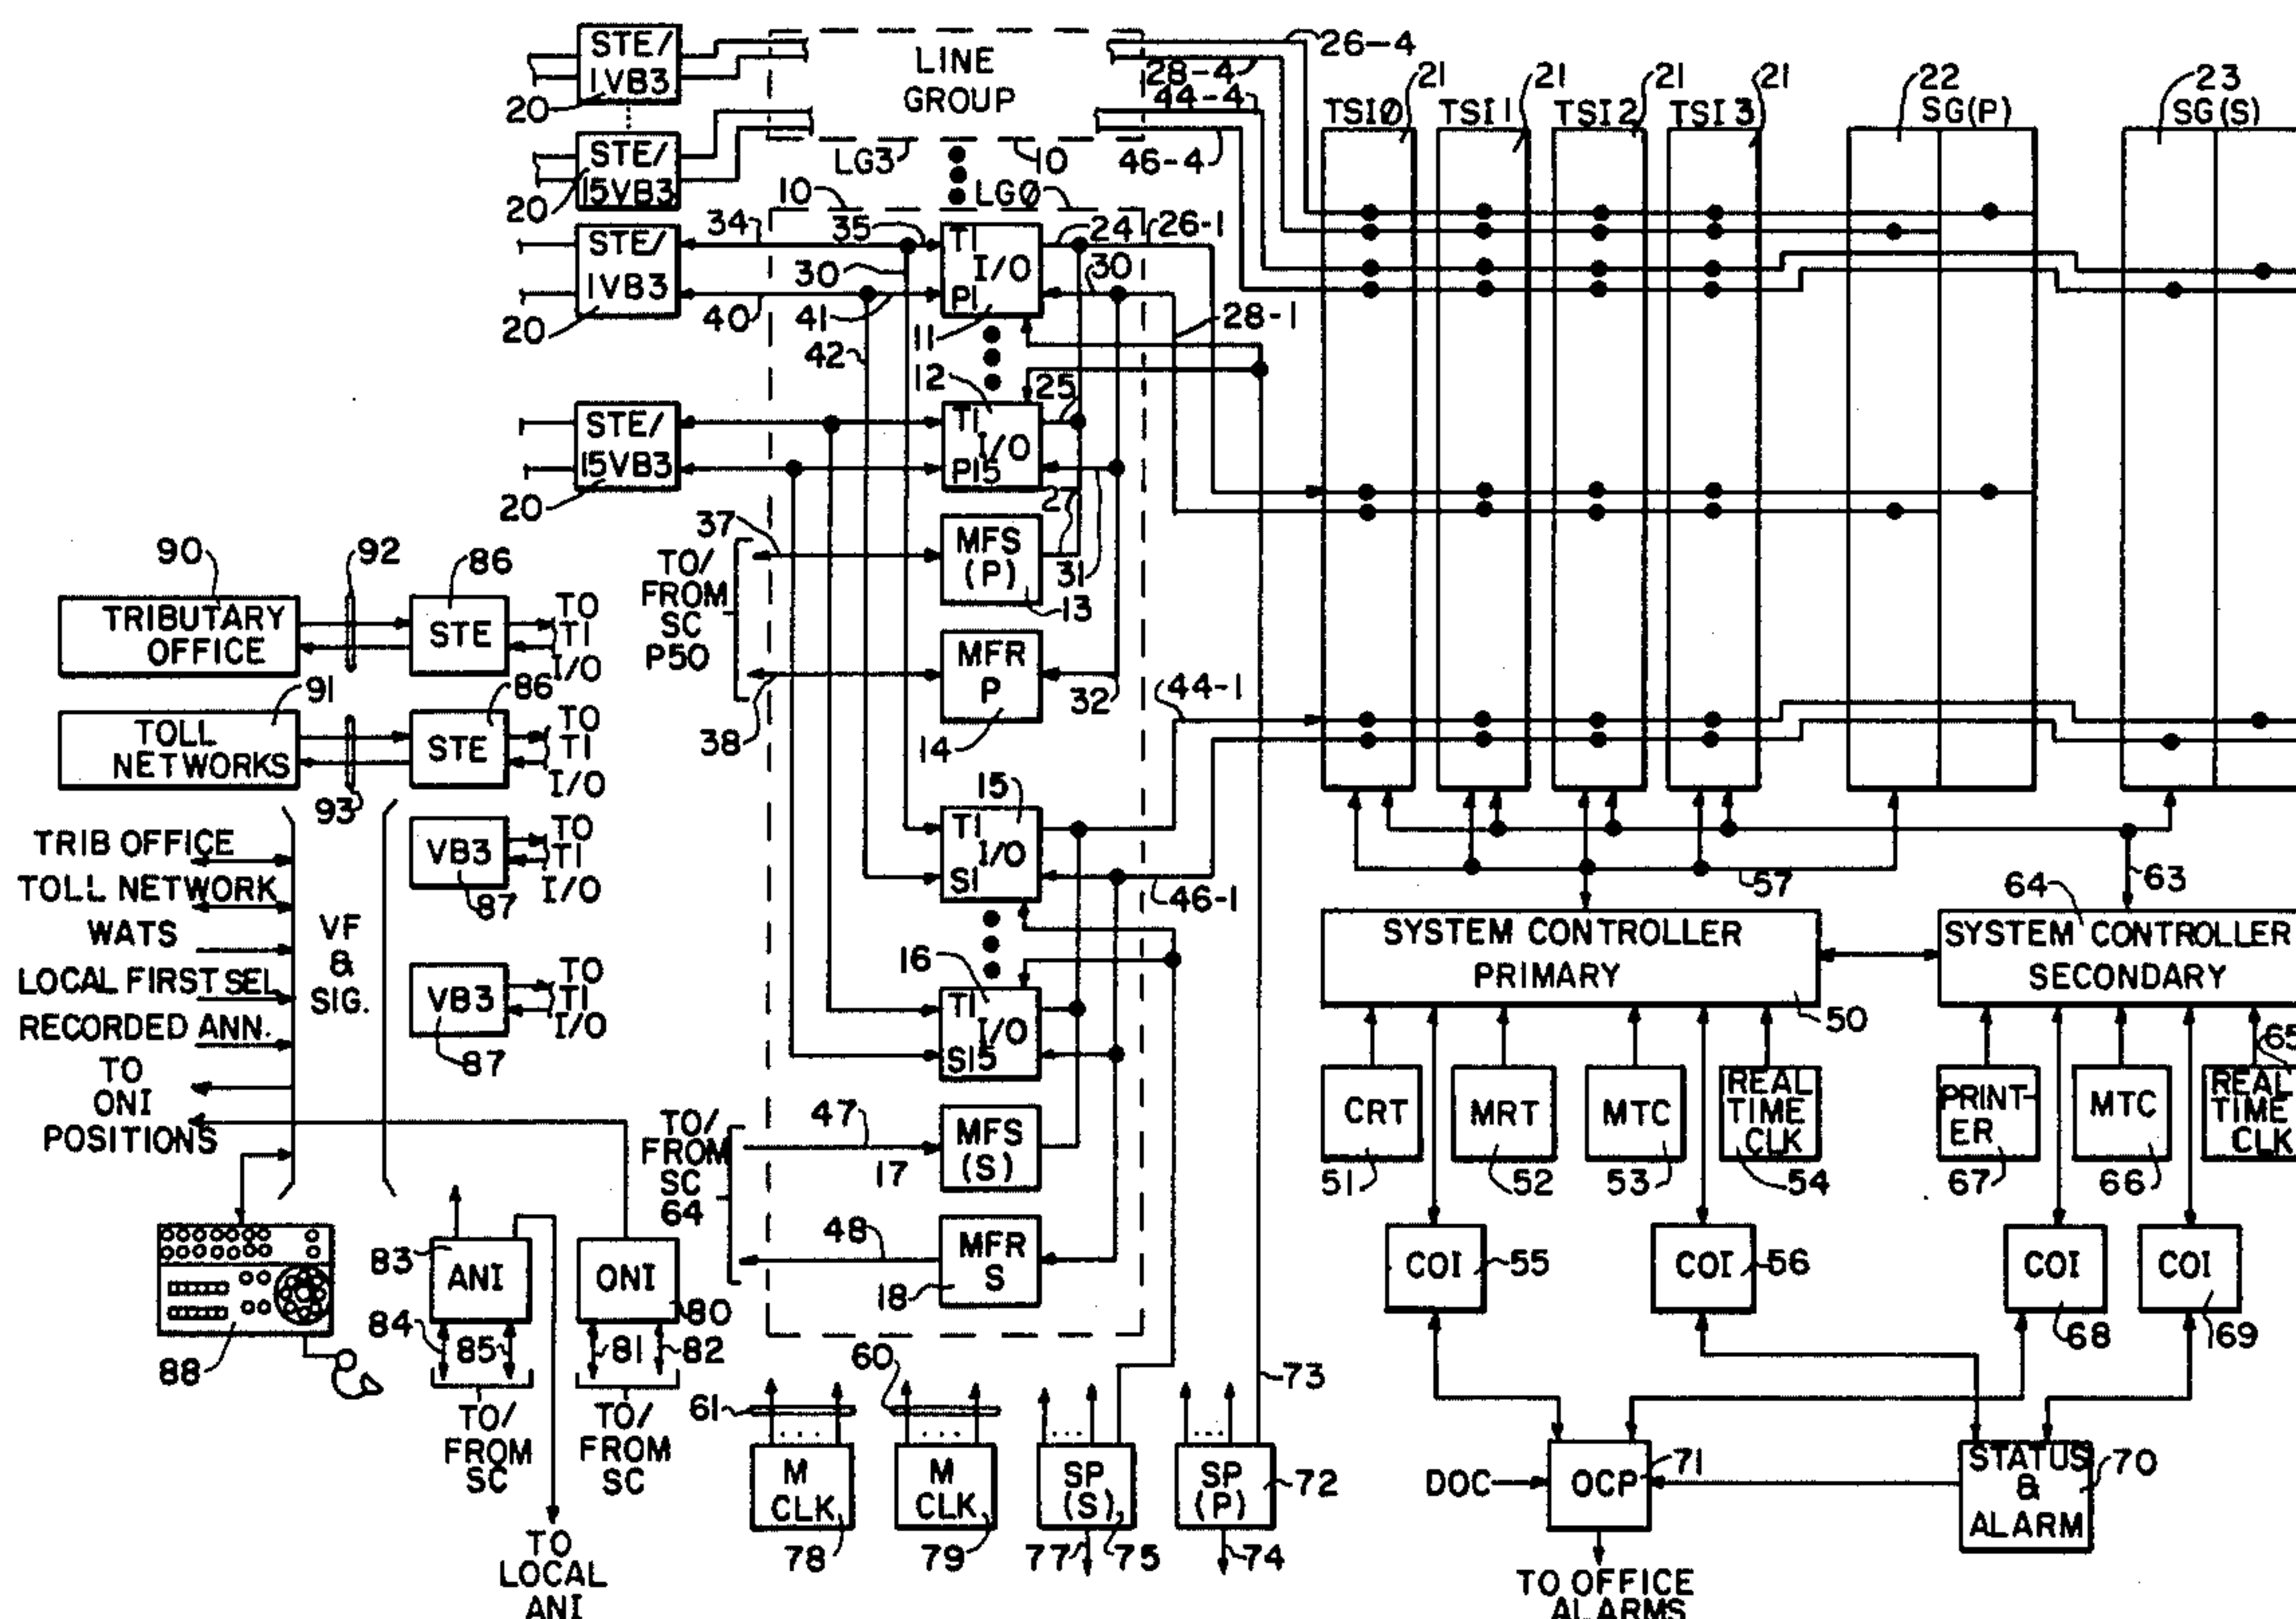 STE/
1VB3
20
STE/
15VB3
20
LINE
GROUP
LG3
10
26-4
28-4
44-4
46-4
21
TSIØ
21
TSI1
21
TSI2
21
TSI3
22
SG(P)
23
SG(S)
10
LGØ
STE/
1VB3
20
34
35
30
40
41
42
T1
I/O
P1
11
24
26-1
30
28-1
STE/
15VB3
20
12
T1
I/O
P15
25
27
31
37
TO/
FROM
SC
P50
38
MFS
(P)
13
MFR
P
14
32
44-1
90
TRIBUTARY
OFFICE
92
86
STE
TO
T1
I/O
91
TOLL
NETWORKS
93
86
STE
TO
T1
I/O
VB3
87
TO
T1
I/O
VB3
87
TO
T1
I/O
TRIB OFFICE
TOLL NETWORK
WATS
LOCAL FIRST SEL
RECORDED ANN.
TO
ONI
POSITIONS
VF
&
SIG.
15
T1
I/O
S1
46-1
16
T1
I/O
S15
TO/
FROM
SC
64
47
17
MFS
(S)
48
18
MFR
S
57
63
64
SYSTEM CONTROLLER
PRIMARY
50
SYSTEM CONTROLLER
SECONDARY
CRT
51
MRT
52
MTC
53
REAL
TIME
CLK
54
PRINT-
ER
67
MTC
66
65
REAL
TIME
CLK
COI
55
COI
56
COI
68
COI
69
88
83
ANI
84
85
TO/
FROM
SC
TO
LOCAL
ANI
ONI
80
81
82
TO/
FROM
SC
61
M
CLK
78
60
M
CLK
79
SP
(S)
77
75
SP
(P)
72
73
74
DOC
OCP
71
TO OFFICE
ALARMS
STATUS
&
ALARM
70